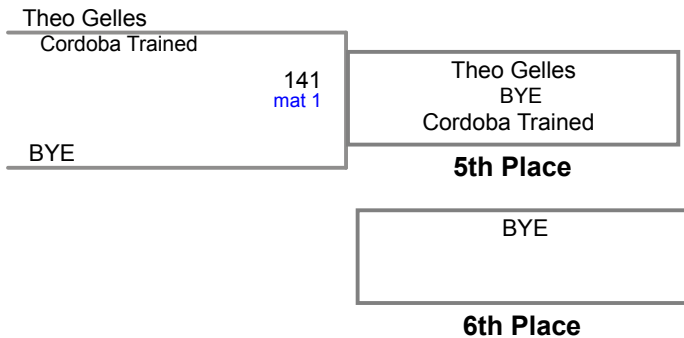 Theo Gelles
Cordoba Trained
141
mat 1
BYE
Theo Gelles
BYE
Cordoba Trained
5th Place
BYE
6th Place